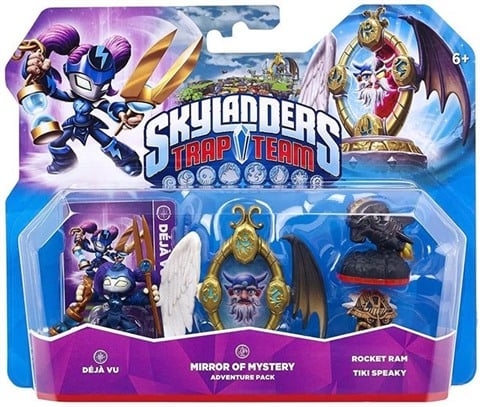 SKYLANDERS
TRAP TEAM
6+
DÉJÀ VU
DÉJÀ VU
MIRROR OF MYSTERY
ADVENTURE PACK
ROCKET RAM
TIKI SPEAKY